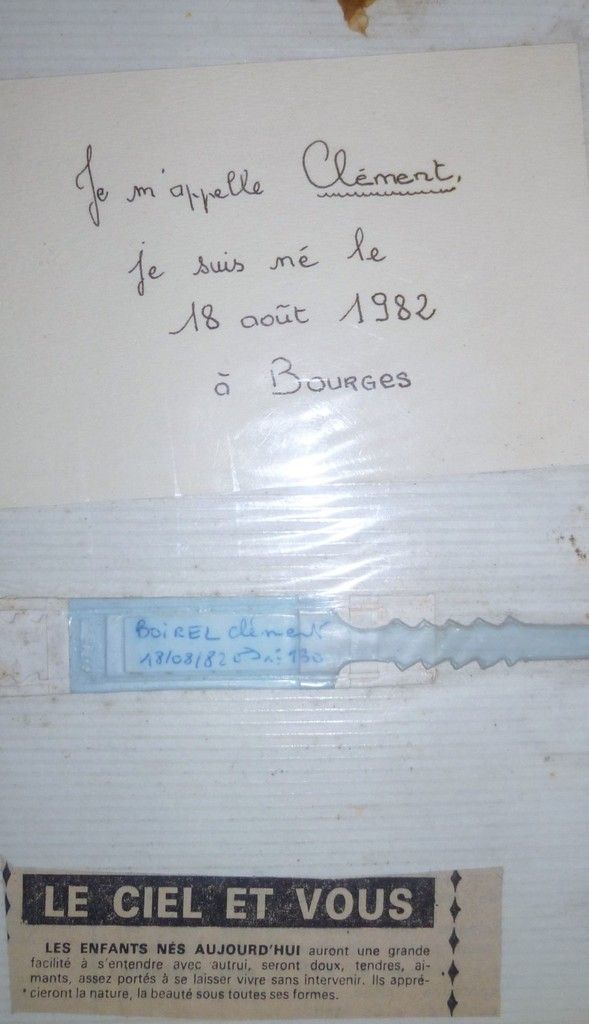 Je m'appelle Clément.
je suis né le
18 août 1982
à BOURGES
BOIREL clément
18/08/82 n: 130
LE CIEL ET VOUS
LES ENFANTS NÉS AUJOURD'HUI auront une grande
facilité à s'entendre avec autrui, seront doux, tendres, ai-
mants, assez portés à se laisser vivre sans intervenir. Ils appré-
cieront la nature, la beauté sous toutes ses formes.